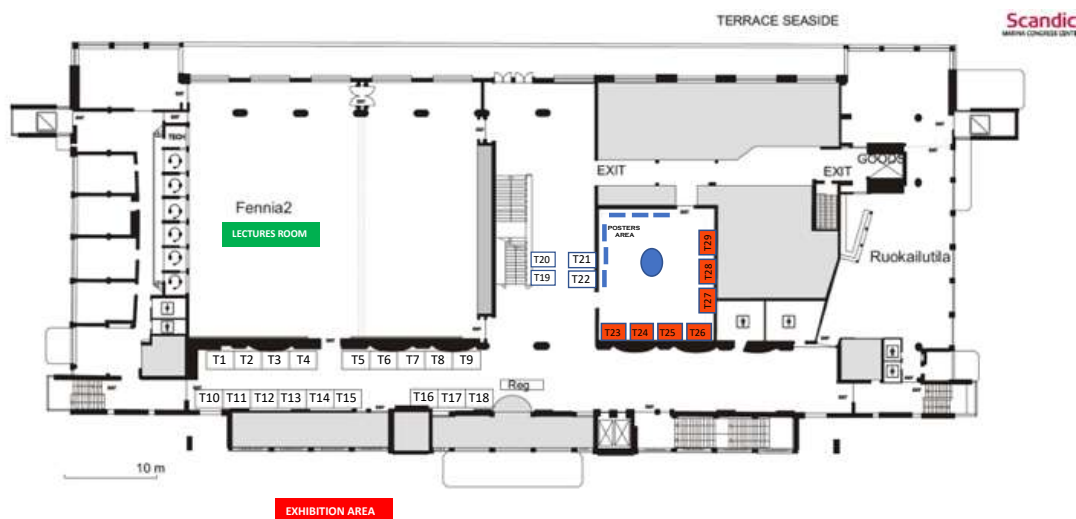 TERRACE SEASIDE
Scandic
MARINA CONGRESS CENTER
TECH
EXIT
EXIT
GOODS
Fennia2
LECTURES ROOM
POSTERS
AREA
Ruokailutila
T20
T21
T19
T22
T29
T28
T27
T23
T24
T25
T26
T1
T2
T3
T4
T5
T6
T7
T8
T9
Reg
T10
T11
T12
T13
T14
T15
T16
T17
T18
10 m
EXHIBITION AREA